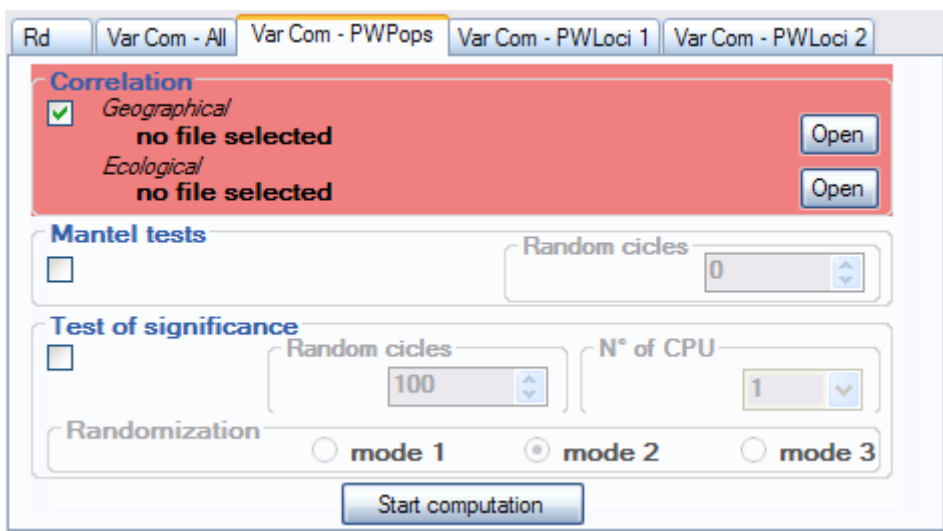 Rd Var Com - All Var Com - PWPops Var Com - PWLoci 1 Var Com - PWLoci 2
Correlation
Geographical
no file selected
Open
Ecological
no file selected
Open
Mantel tests
Random cicles
0
Test of significance
Random cicles
100
N° of CPU
1
Randomization
mode 1 mode 2 mode 3
Start computation